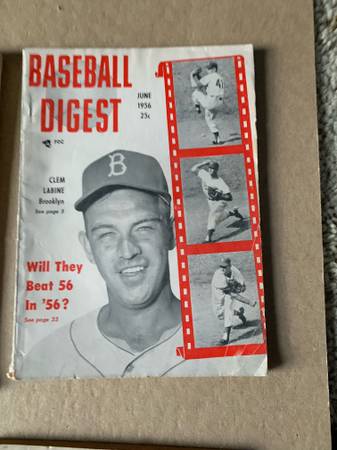 BASEBALL
DIGEST
JUNE
1956
25c
CLEM
LABINE
Brooklyn
See page 5
B
Will They
Beat 56
In '56?
See page 33
41